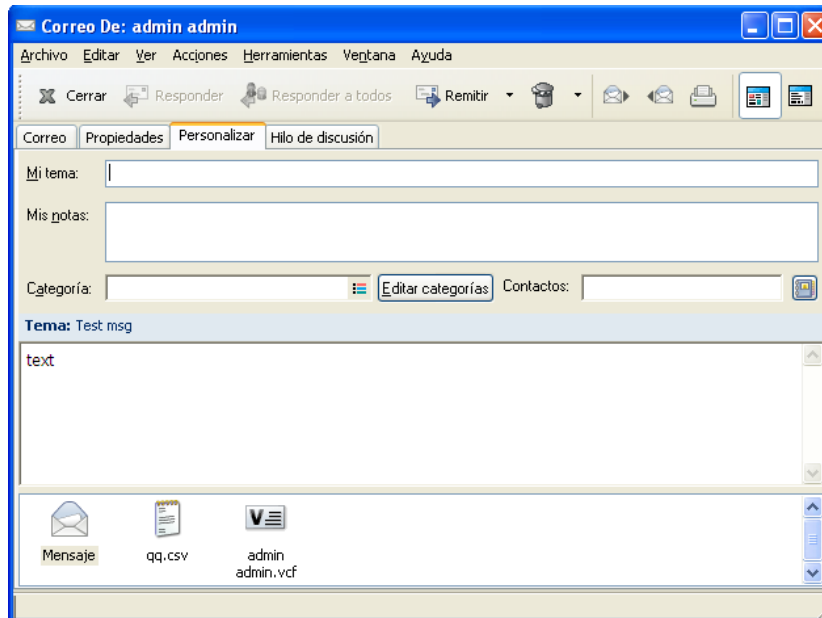 Correo De: admin admin
Archivo Editar Ver Acciones Herramientas Ventana Ayuda
Cerrar Responder Responder a todos Remitir
Correo Propiedades Personalizar Hilo de discusión
Mi tema:
Mis notas:
Categoría: Editar categorías Contactos:
Tema: Test msg
text
Mensaje qq.csv admin
admin.vcf